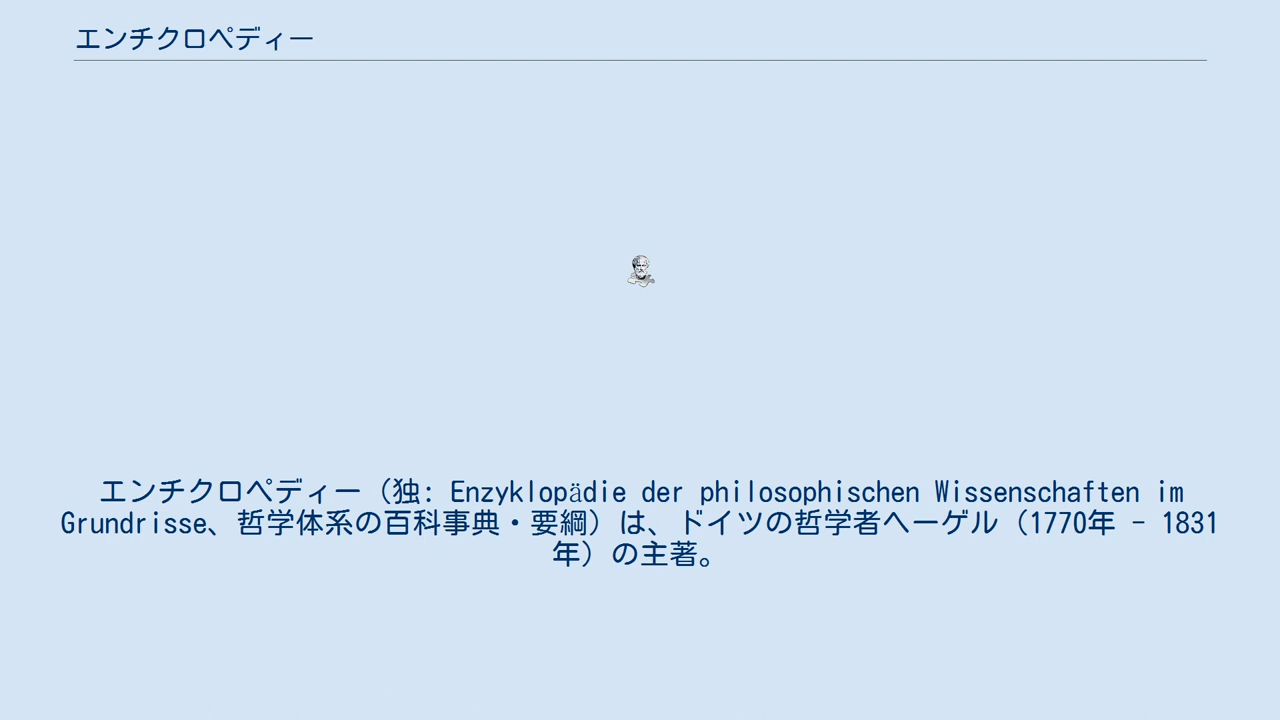 エンチクロペディー
エンチクロペディー（独: Enzyklopädie der philosophischen Wissenschaften im
Grundrisse、哲学体系の百科事典・要綱）は、ドイツの哲学者ヘーゲル（1770年 - 1831
年）の主著。